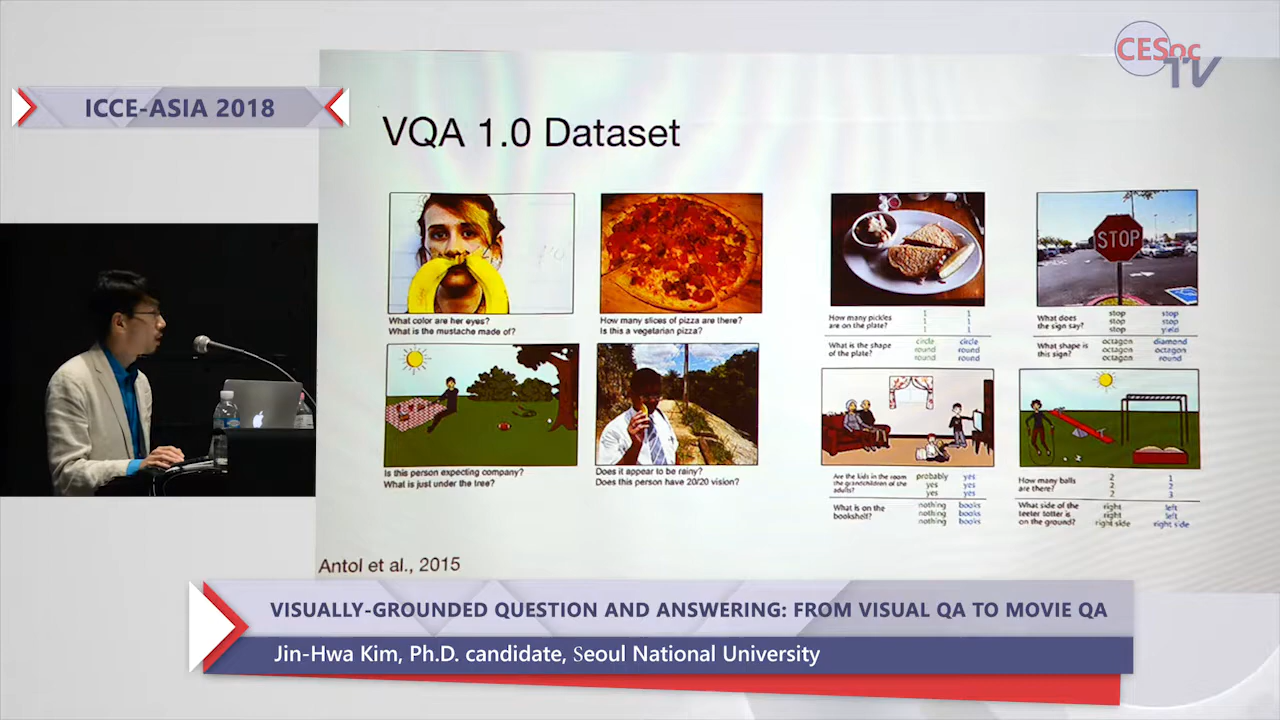 CESoc
TV
ICCE-ASIA 2018
VQA 1.0 Dataset
What color are her eyes?
What is the mustache made of?
How many slices of pizza are there?
Is this a vegetarian pizza?
Is this person expecting company?
What is just under the tree?
Does it appear to be rainy?
Does this person have 20/20 vision?
How many pickles
are on the plate?
1
1
1
1
1
1
What is the shape
of the plate?
circle
round
round
circle
round
round
STOP
What does
the sign say?
stop
stop
stop
stop
stop
yield
What shape is
this sign?
octagon
octagon
octagon
diamond
octagon
round
Are the kids in the room
the grandchildren of the
adults?
probably
yes
yes
yes
yes
yes
What is on the
bookshelf?
nothing
nothing
nothing
books
books
books
How many balls
are there?
2
2
2
1
2
3
What side of the
teeter totter is
on the ground?
right
right
right side
left
left
right side
Antol et al., 2015
VISUALLY-GROUNDED QUESTION AND ANSWERING: FROM VISUAL QA TO MOVIE QA
Jin-Hwa Kim, Ph.D. candidate, Seoul National University